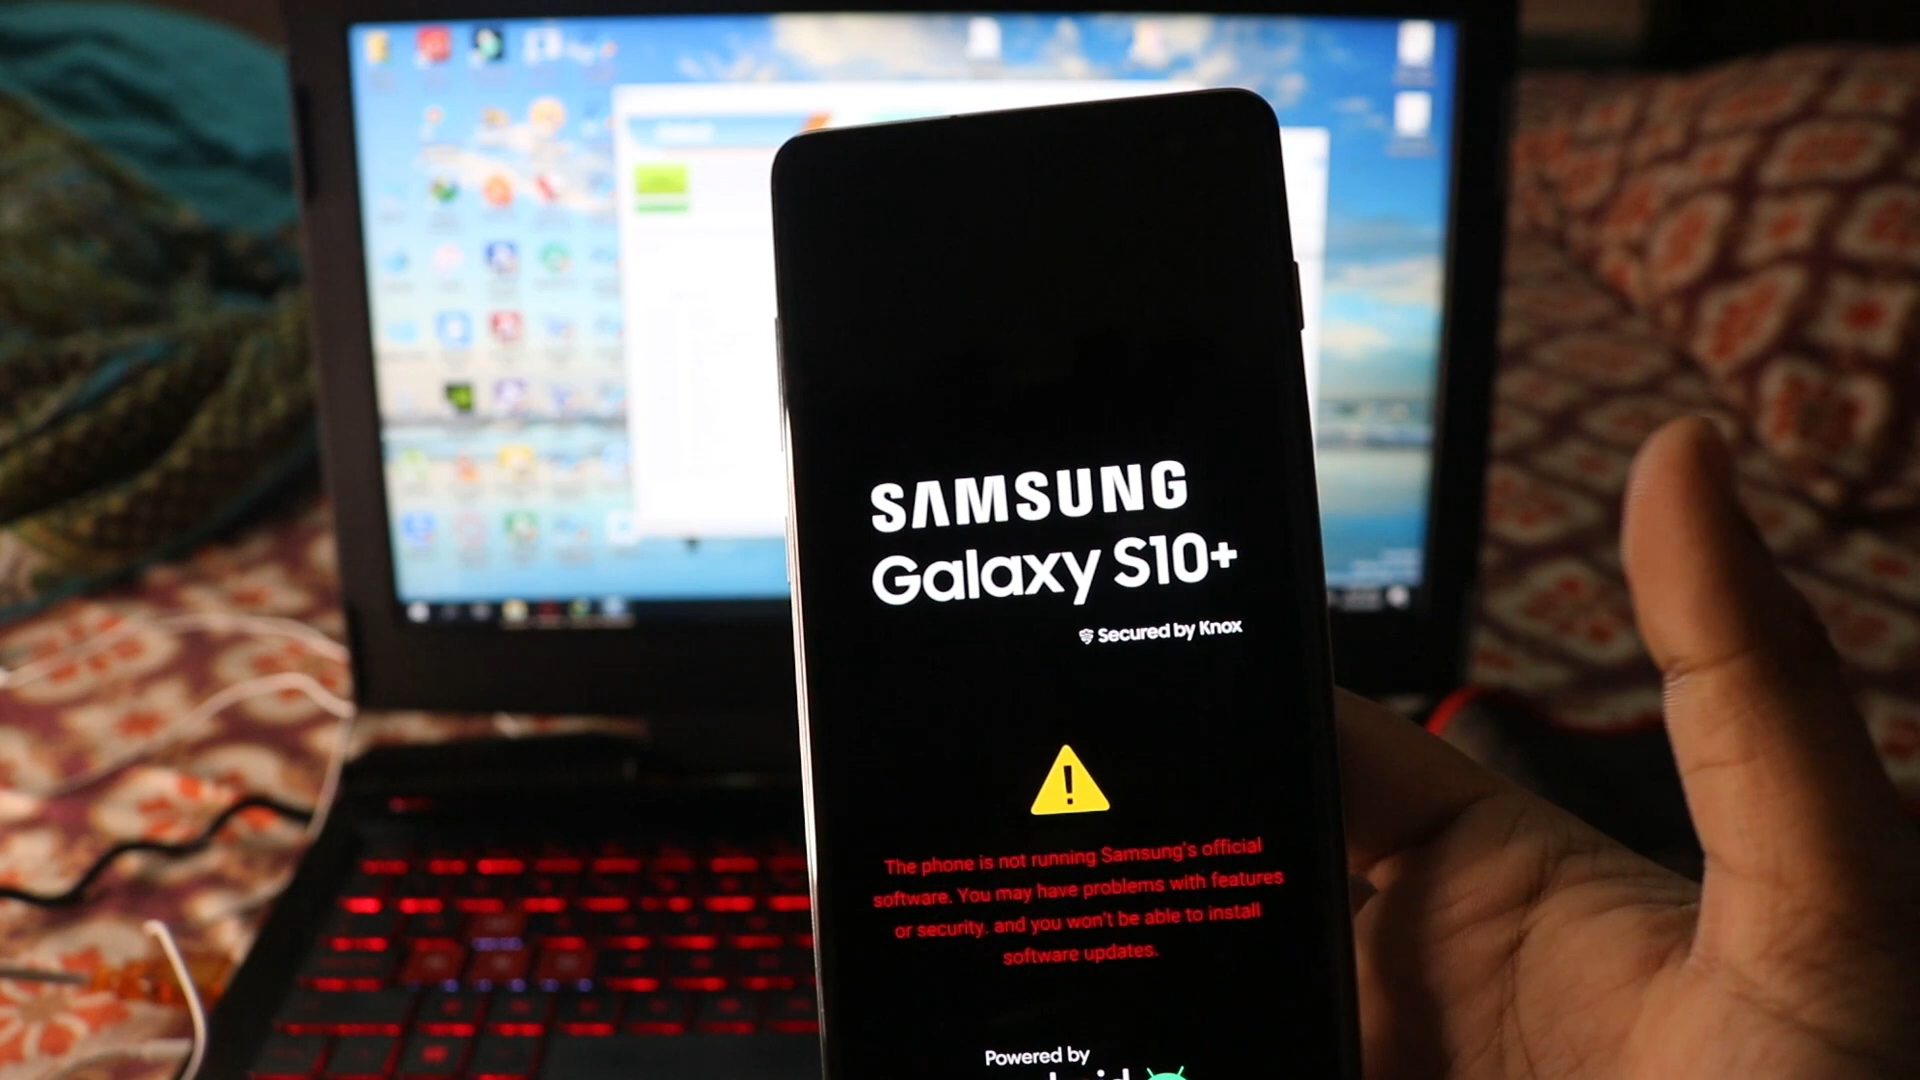 SAMSUNG
Galaxy S10+
Secured by Knox
The phone is not running Samsung's official
software. You may have problems with features
or security. and you won't be able to install
software updates.
Powered by
android